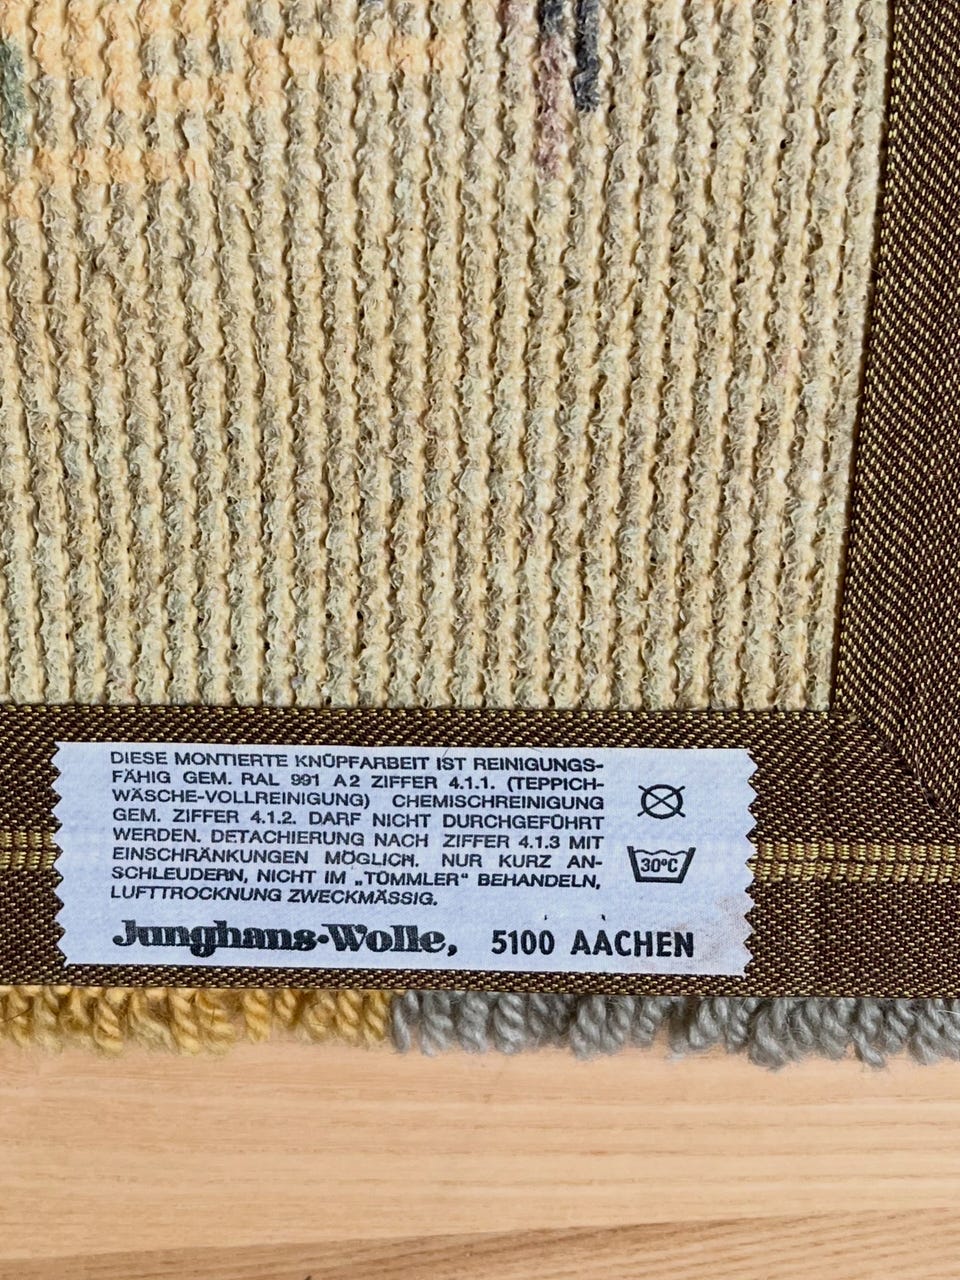 DIESE MONTIERTE KNÜPFARBEIT IST REINIGUNGS-
FÄHIG GEM. RAL 991 A2 ZIFFER 4.1.1. (TEPPICH-
WÄSCHE-VOLLREINIGUNG) CHEMISCHREINIGUNG
GEM. ZIFFER 4.1.2. DARF NICHT DURCHGEFÜHRT
WERDEN. DETACHIERUNG NACH ZIFFER 4.1.3 MIT
EINSCHRÄNKUNGEN MÖGLICH. NUR KURZ AN-
SCHLEUDERN, NICHT IM „TÜMMLER" BEHANDELN,
LUFTTROCKNUNG ZWECKMÄSSIG.
30°C
Junghans-Wolle, 5100 AACHEN